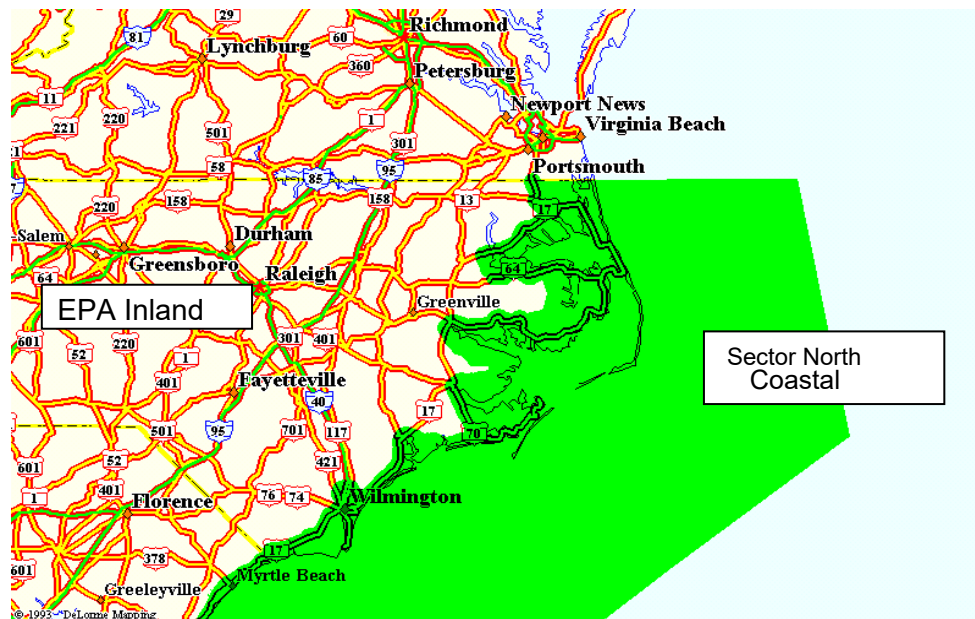 29
Richmond
81
60
Lynchburg
360
Petersburg
11
220
Newport News
221
501
1
301
Virginia Beach
58
Portsmouth
85
95
220
158
158
13
17
Salem
Durham
Greensboro
64
64
Raleigh
EPA Inland
Greenville
601
220
301
401
Sector North
Coastal
52
1
401
Fayetteville
40
17
501
95
701
117
70
601
52
421
1
401
76
74
Wilmington
Florence
17
601
378
Myrtle Beach
Greeleyville
© 1993 DeLorme Mapping